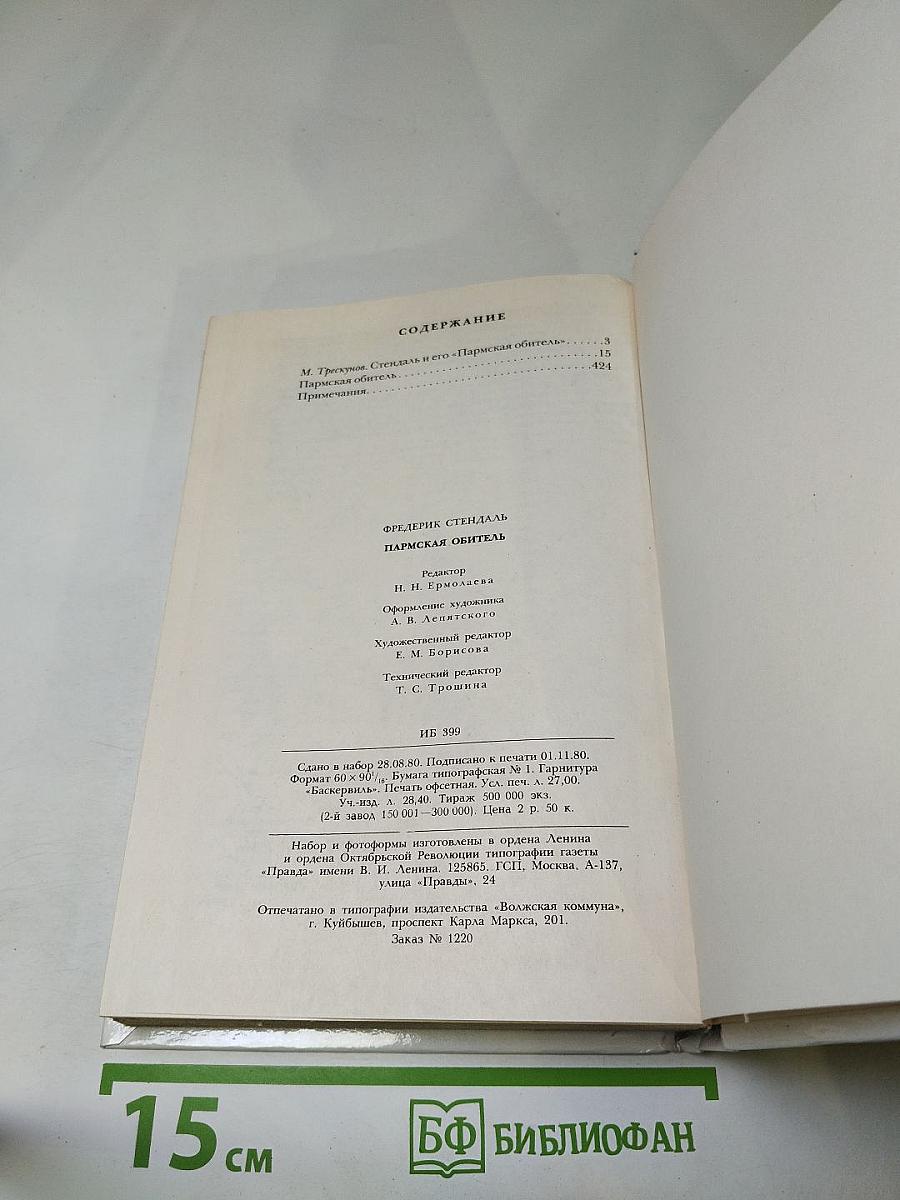 СОДЕРЖАНИЕ
М. Трескунов. Стендаль и его «Пармская обитель»......3
Пармская обитель..............................15
Примечания..................................424
ФРЕДЕРИК СТЕНДАЛЬ
ПАРМСКАЯ ОБИТЕЛЬ
Редактор
Н. Н. Ермолаева
Оформление художника
А. В. Лепятского
Художественный редактор
Е. М. Борисова
Технический редактор
Т. С. Трошина
ИБ 399
Сдано в набор 28.08.80. Подписано к печати 01.11.80.
Формат 60 × 90 1/16. Бумага типографская № 1. Гарнитура
«Баскервиль». Печать офсетная. Усл. печ. л. 27,00.
Уч.-изд. л. 28,40. Тираж 500 000 экз.
(2-й завод 150 001—300 000). Цена 2 р. 50 к.
Набор и фотоформы изготовлены в ордена Ленина
и ордена Октябрьской Революции типографии газеты
«Правда» имени В. И. Ленина. 125865. ГСП, Москва, А-137,
улица «Правды», 24
Отпечатано в типографии издательства «Волжская коммуна»,
г. Куйбышев, проспект Карла Маркса, 201.
Заказ № 1220
15 см
БФ БИБЛИОФАН